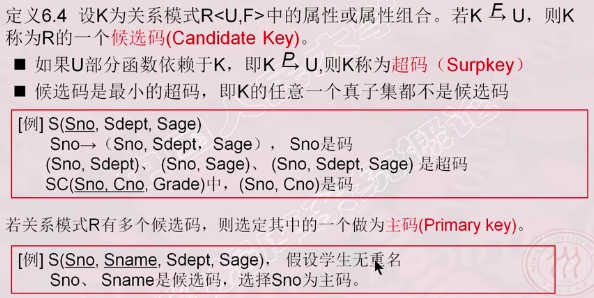 定义6.4 设K为关系模式R<U,F>中的属性或属性组合。若K F→ U，则K
称为R的一个候选码(Candidate Key)。
■ 如果U部分函数依赖于K，即K P→ U,则K称为超码（Surpkey）
■ 候选码是最小的超码，即K的任意一个真子集都不是候选码
[例] S(Sno, Sdept, Sage)
Sno→（Sno, Sdept，Sage），Sno是码
(Sno, Sdept)、(Sno, Sage)、(Sno, Sdept, Sage) 是超码
SC(Sno, Cno, Grade)中，(Sno, Cno)是码
若关系模式R有多个候选码，则选定其中的一个做为主码(Primary key)。
[例] S(Sno, Sname, Sdept, Sage)，假设学生无重名
Sno、Sname是候选码，选择Sno为主码。